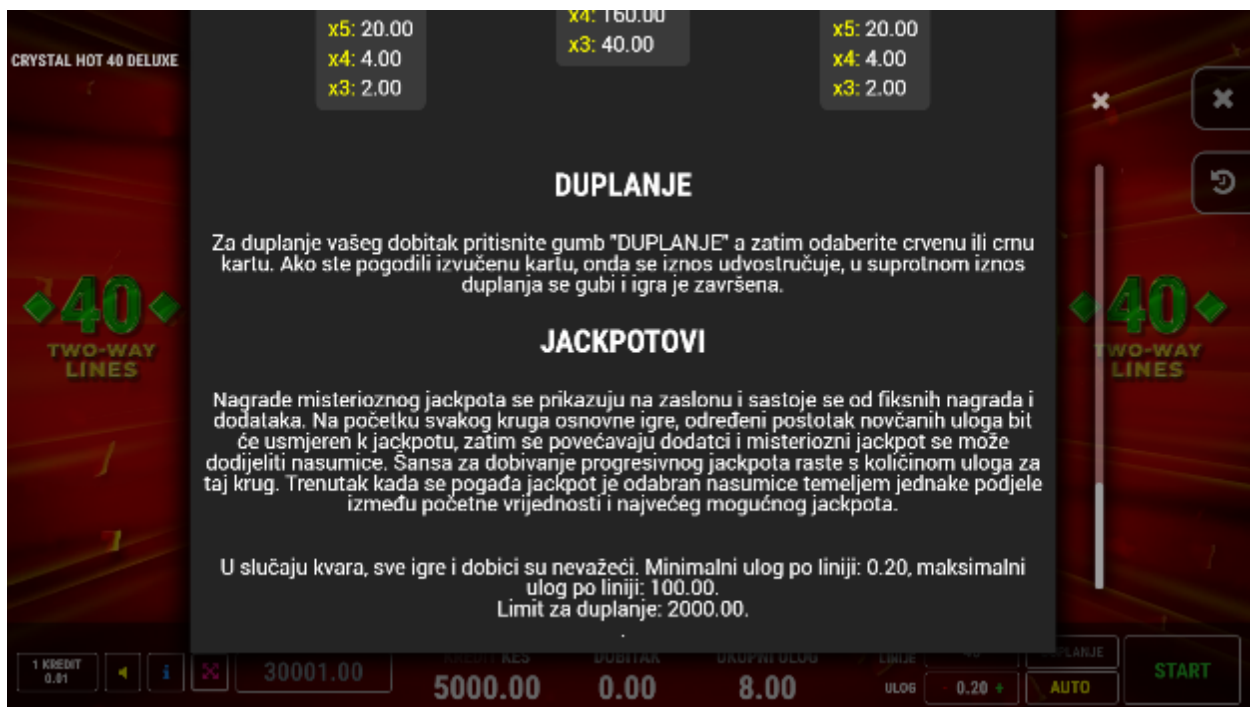 CRYSTAL HOT 40 DELUXE
x5: 20.00
x4: 4.00
x3: 2.00
x4: 160.00
x3: 40.00
x5: 20.00
x4: 4.00
x3: 2.00
DUPLANJE
Za duplanje vašeg dobitak pritisnite gumb "DUPLANJE" a zatim odaberite crvenu ili crnu
kartu. Ako ste pogodili izvučenu kartu, onda se iznos udvostručuje, u suprotnom iznos
duplanja se gubi i igra je završena.
40
TWO-WAY
LINES
40
TWO-WAY
LINES
JACKPOTOVI
Nagrade misterioznog jackpota se prikazuju na zaslonu i sastoje se od fiksnih nagrada i
dodataka. Na početku svakog kruga osnovne igre, određeni postotak novčanih uloga bit
će usmjeren k jackpotu, zatim se povećavaju dodatci i misteriozni jackpot se može
dodijeliti nasumice. Šansa za dobivanje progresivnog jackpota raste s količinom uloga za
taj krug. Trenutak kada se pogađa jackpot je odabran nasumice temeljem jednake podjele
između početne vrijednosti i najvećeg mogućnog jackpota.
U slučaju kvara, sve igre i dobici su nevažeći. Minimalni ulog po liniji: 0.20, maksimalni
ulog po liniji: 100.00.
Limit za duplanje: 2000.00.
.
1 KREDIT
0.01
i
30001.00
KREDIT KEŠ
5000.00
DOBITAK
0.00
UKUPNI ULOG
8.00
LINIJE
40
ULOG
- 0.20 +
DUPLANJE
AUTO
START